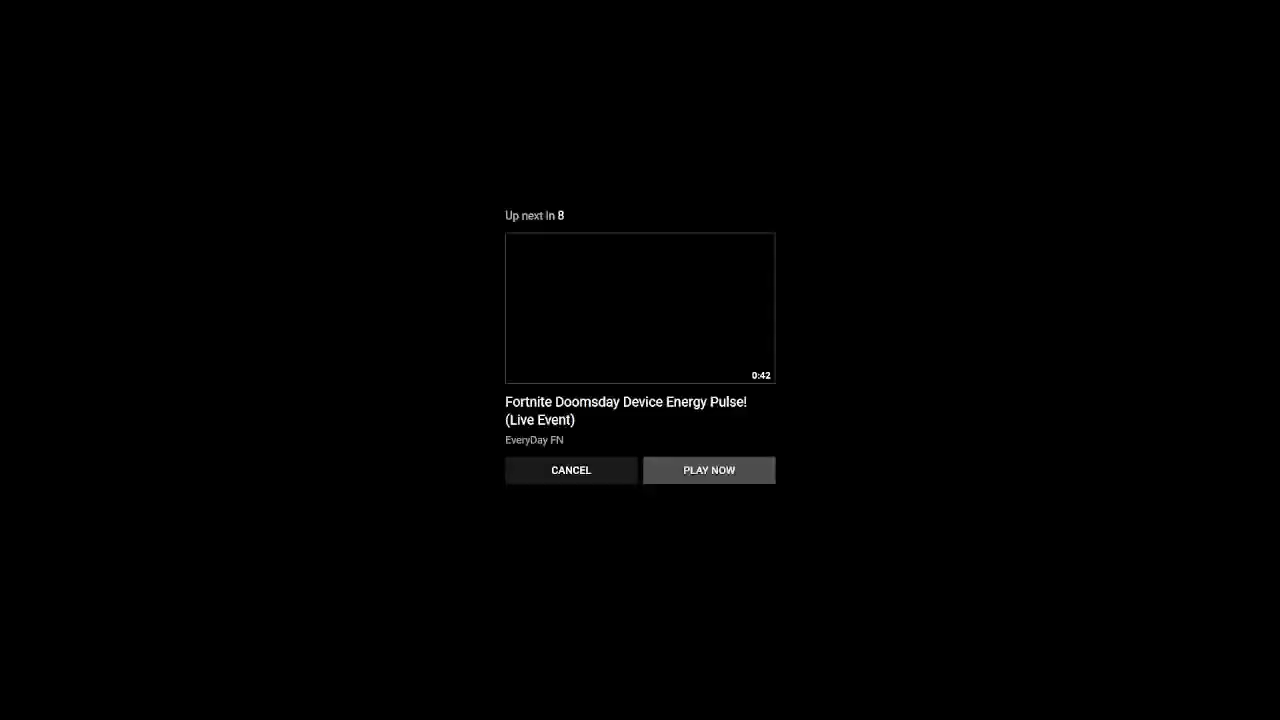 Up next in 8
0:42
Fortnite Doomsday Device Energy Pulse!
(Live Event)
EveryDay FN
CANCEL
PLAY NOW